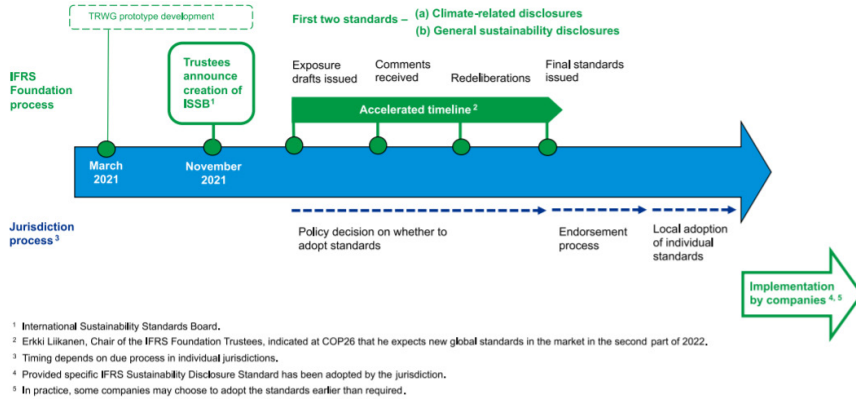 TRWG prototype development
First two standards –
(a) Climate-related disclosures
(b) General sustainability disclosures
IFRS
Foundation
process
Trustees
announce
creation of
ISSB¹
Exposure
drafts issued
Comments
received
Redeliberations
Final standards
issued
Accelerated timeline ²
March
2021
November
2021
Jurisdiction
process ³
Policy decision on whether to
adopt standards
Endorsement
process
Local adoption
of individual
standards
Implementation
by companies ⁴, ⁵
¹ International Sustainability Standards Board.
² Erkki Liikanen, Chair of the IFRS Foundation Trustees, indicated at COP26 that he expects new global standards in the market in the second part of 2022.
³ Timing depends on due process in individual jurisdictions.
⁴ Provided specific IFRS Sustainability Disclosure Standard has been adopted by the jurisdiction.
⁵ In practice, some companies may choose to adopt the standards earlier than required.